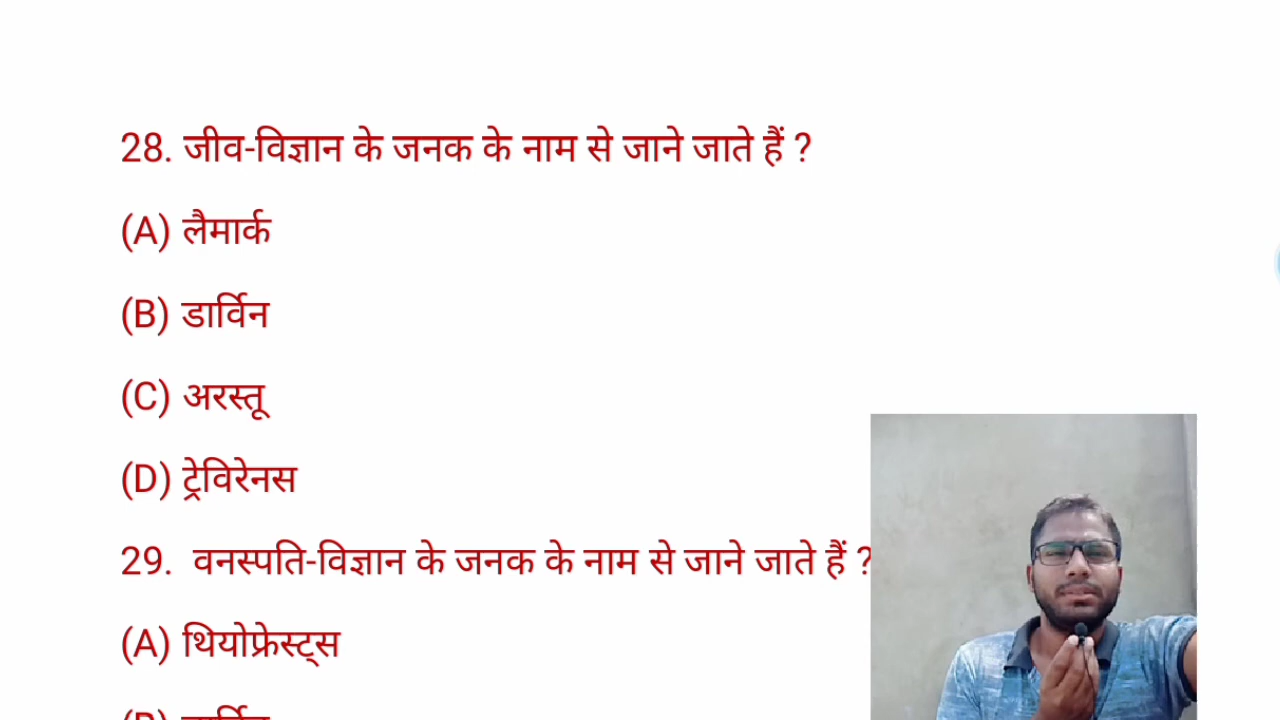 28. जीव-विज्ञान के जनक के नाम से जाने जाते हैं ?
(A) लैमार्क
(B) डार्विन
(C) अरस्तू
(D) ट्रेविरेनस
29. वनस्पति-विज्ञान के जनक के नाम से जाने जाते हैं ?
(A) थियोफ्रेस्ट्स